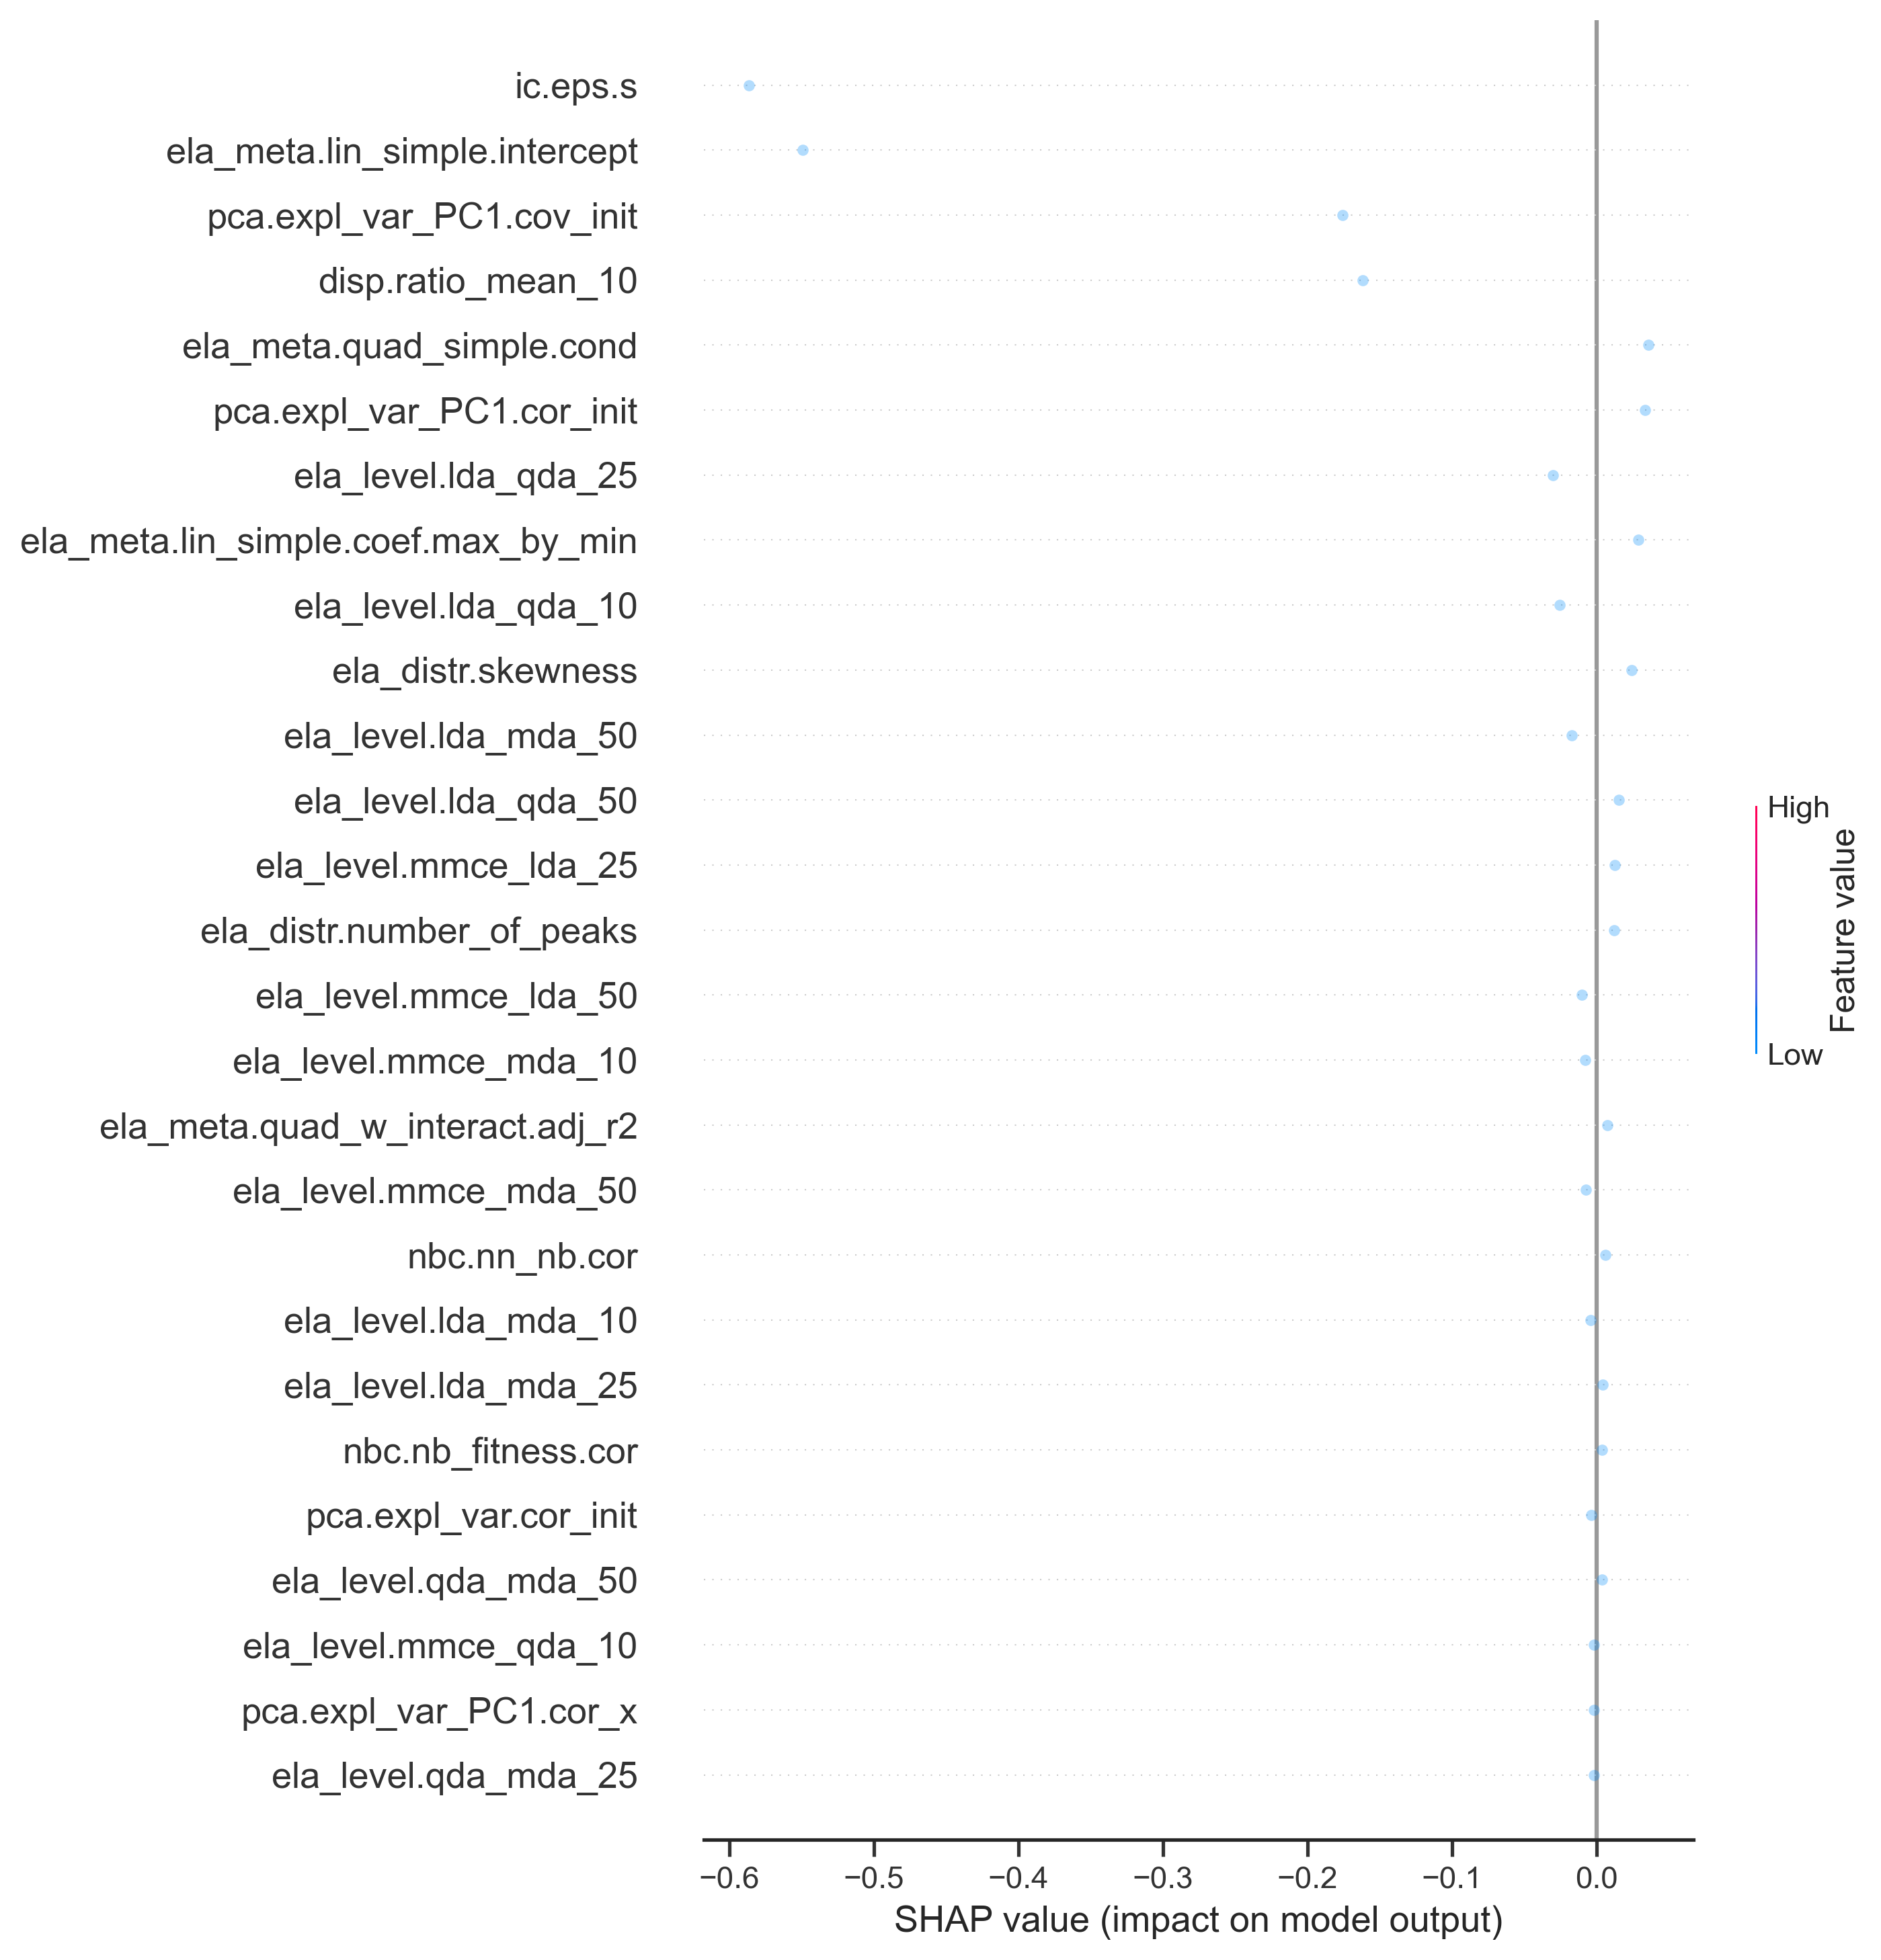 ic.eps.s
ela_meta.lin_simple.intercept
pca.expl_var_PC1.cov_init
disp.ratio_mean_10
ela_meta.quad_simple.cond
pca.expl_var_PC1.cor_init
ela_level.lda_qda_25
ela_meta.lin_simple.coef.max_by_min
ela_level.lda_qda_10
ela_distr.skewness
ela_level.lda_mda_50
ela_level.lda_qda_50
ela_level.mmce_lda_25
ela_distr.number_of_peaks
ela_level.mmce_lda_50
ela_level.mmce_mda_10
ela_meta.quad_w_interact.adj_r2
ela_level.mmce_mda_50
nbc.nn_nb.cor
ela_level.lda_mda_10
ela_level.lda_mda_25
nbc.nb_fitness.cor
pca.expl_var.cor_init
ela_level.qda_mda_50
ela_level.mmce_qda_10
pca.expl_var_PC1.cor_x
ela_level.qda_mda_25
−0.6 −0.5 −0.4 −0.3 −0.2 −0.1 0.0
SHAP value (impact on model output)
High
Feature value
Low